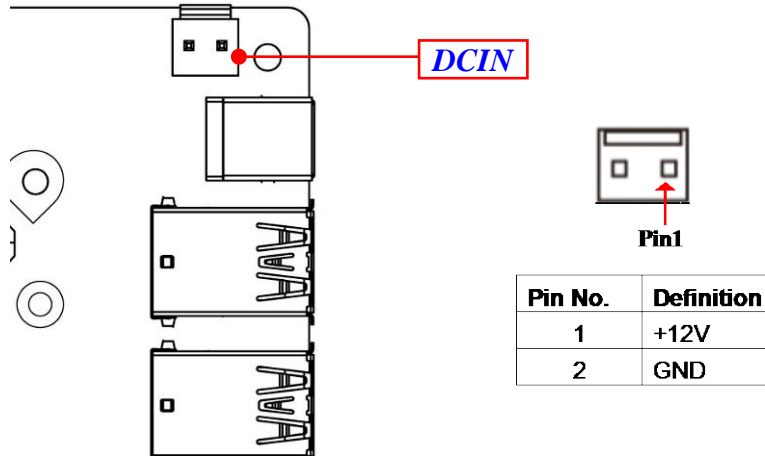 DCIN
Pin1
Pin No. Definition
1 +12V
2 GND